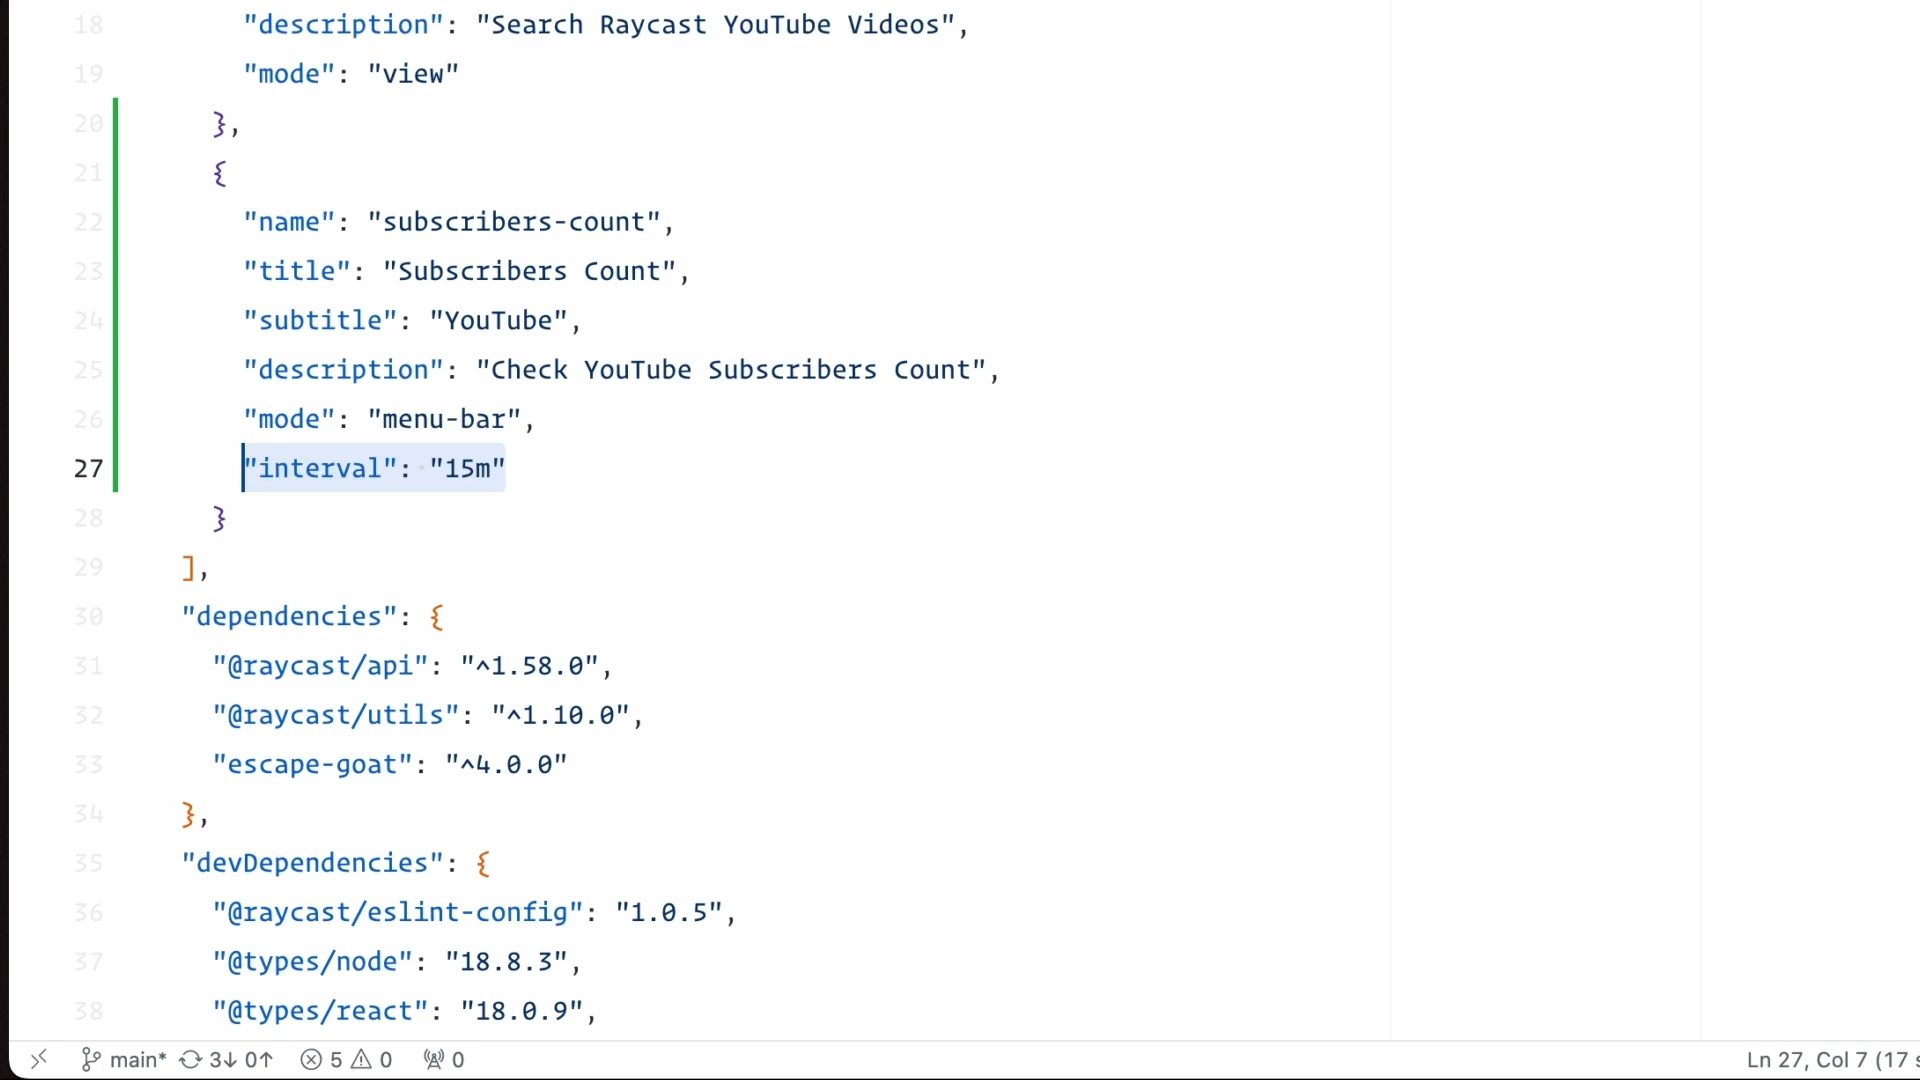 18 "description": "Search Raycast YouTube Videos",
19 "mode": "view"
20 },
21 {
22 "name": "subscribers-count",
23 "title": "Subscribers Count",
24 "subtitle": "YouTube",
25 "description": "Check YouTube Subscribers Count",
26 "mode": "menu-bar",
27 "interval": "15m"
28 }
29 ],
30 "dependencies": {
31 "@raycast/api": "^1.58.0",
32 "@raycast/utils": "^1.10.0",
33 "escape-goat": "^4.0.0"
34 },
35 "devDependencies": {
36 "@raycast/eslint-config": "1.0.5",
37 "@types/node": "18.8.3",
38 "@types/react": "18.0.9",
main* 3↓ 0↑ 5 0 0 Ln 27, Col 7 (17 s